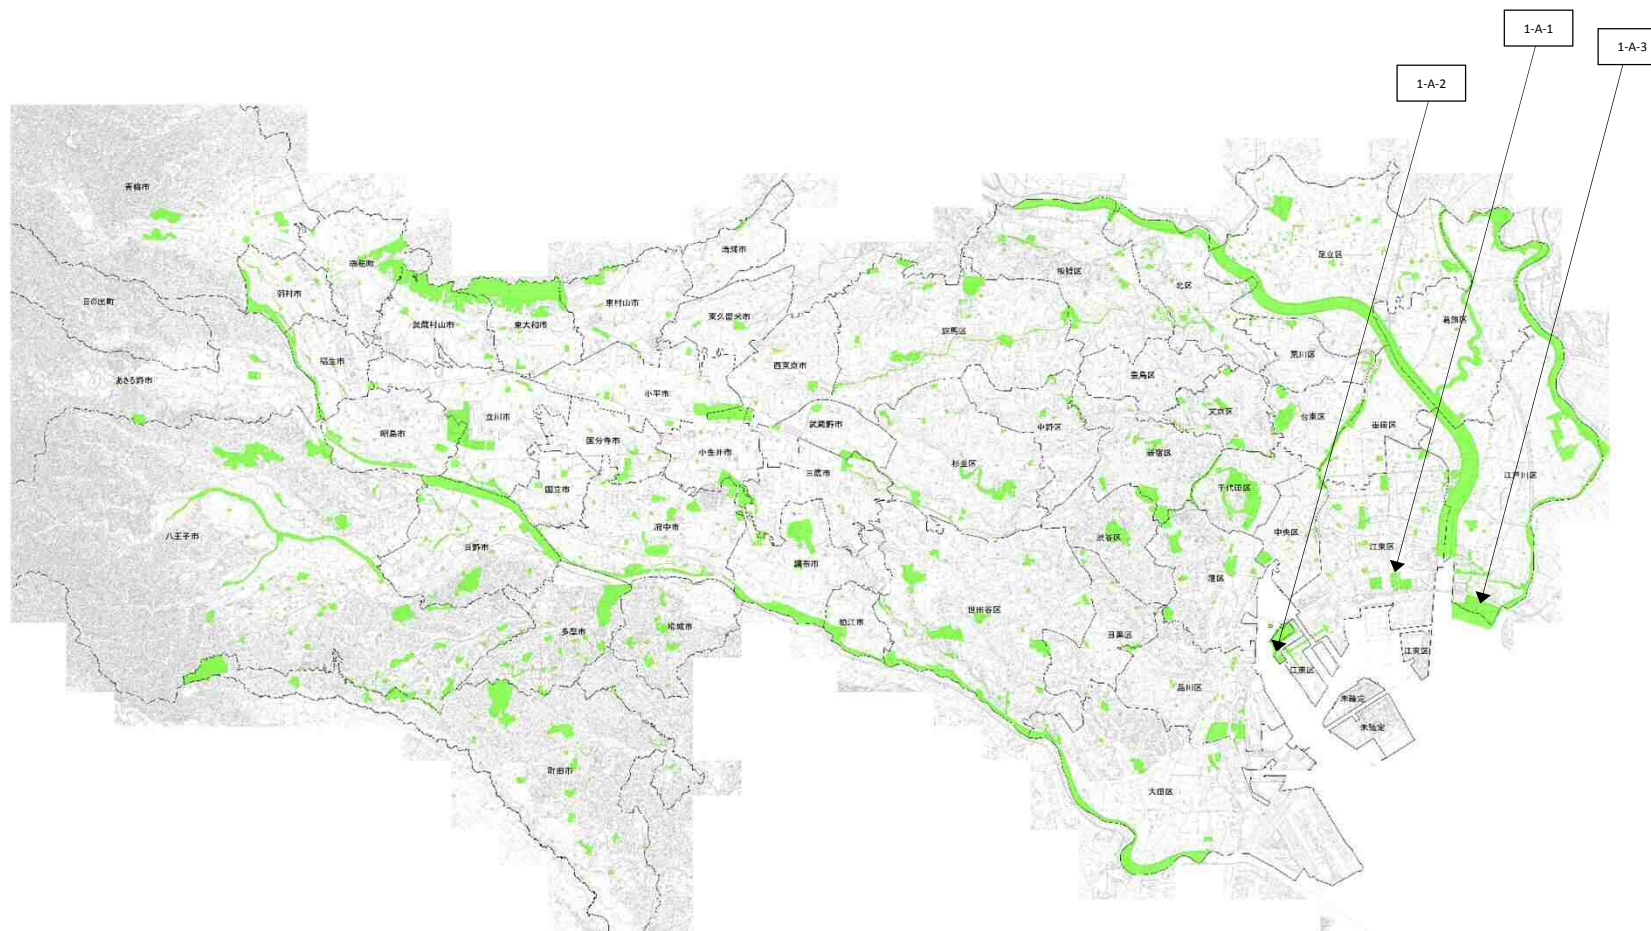 1-A-1
1-A-3
1-A-2
青梅市
清瀬市
足立区
瑞穂町
板橋区
北区
羽村市
日の出町
東村山市
武蔵村山市
東大和市
東久留米市
葛飾区
練馬区
荒川区
福生市
西東京市
豊島区
あきる野市
小平市
文京区
台東区
墨田区
立川市
武蔵野市
中野区
昭島市
国分寺市
小金井市
新宿区
杉並区
三鷹市
江戸川区
国立市
千代田区
府中市
八王子市
中央区
渋谷区
江東区
日野市
調布市
港区
世田谷区
狛江市
多摩市
稲城市
目黒区
江東区
江東区
品川区
未確定
未確定
町田市
大田区